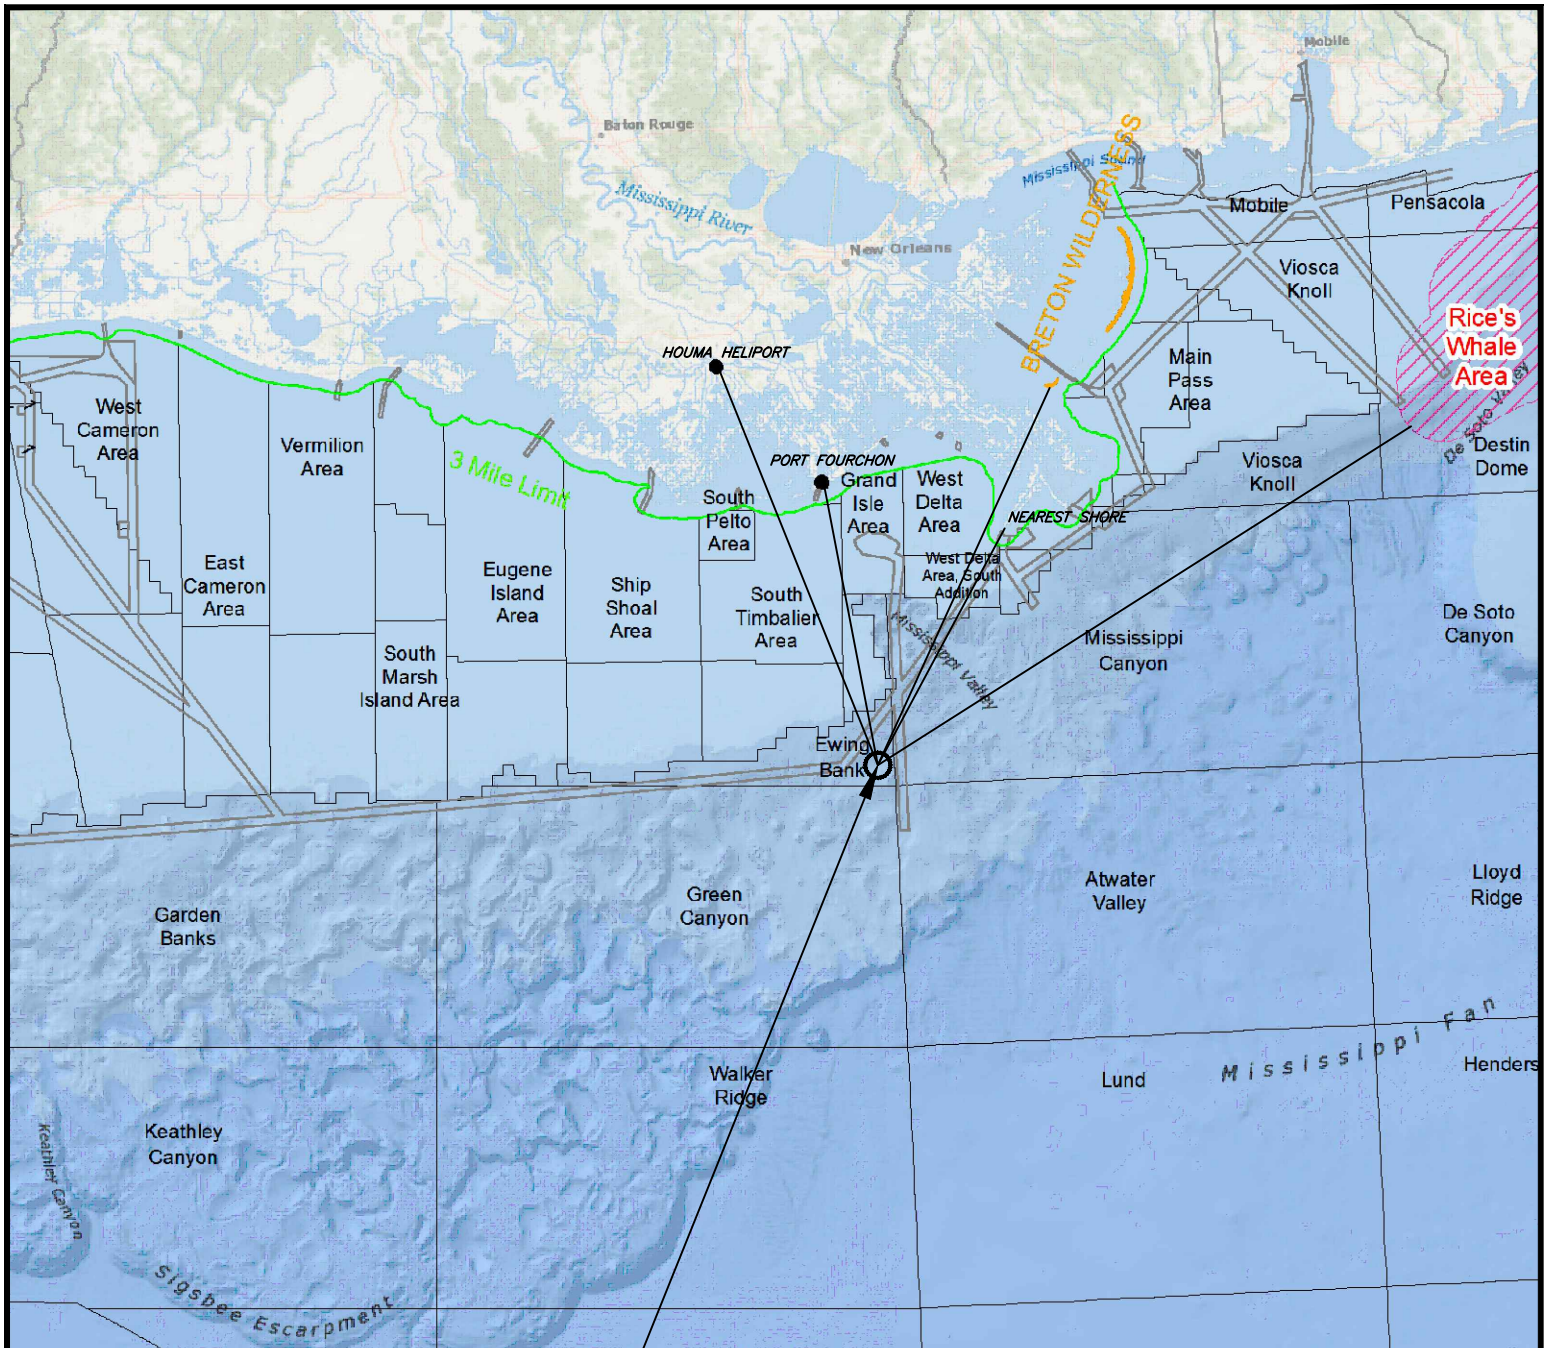 Mobile
Baton Rouge
Mississippi River
New Orleans
BRETON WILDERNESS
Mississippi Sound
Mobile
Pensacola
Viosca
Knoll
Rice's
Whale
Area
De Soto Valley
HOUMA HELIPORT
Main
Pass
Area
West
Cameron
Area
Vermilion
Area
3 Mile Limit
PORT FOURCHON
South
Pelto
Area
Grand
Isle
Area
West
Delta
Area
NEAREST SHORE
Viosca
Knoll
Destin
Dome
East
Cameron
Area
Eugene
Island
Area
Ship
Shoal
Area
South
Timbalier
Area
West Delta
Area, South
Addition
Mississippi Valley
Mississippi
Canyon
De Soto
Canyon
South
Marsh
Island Area
Ewing
Bank
Garden
Banks
Green
Canyon
Atwater
Valley
Lloyd
Ridge
Walker
Ridge
Lund
Mississippi Fan
Henders
Keathley
Canyon
Keathley Canyon
Sigsbee Escarpment